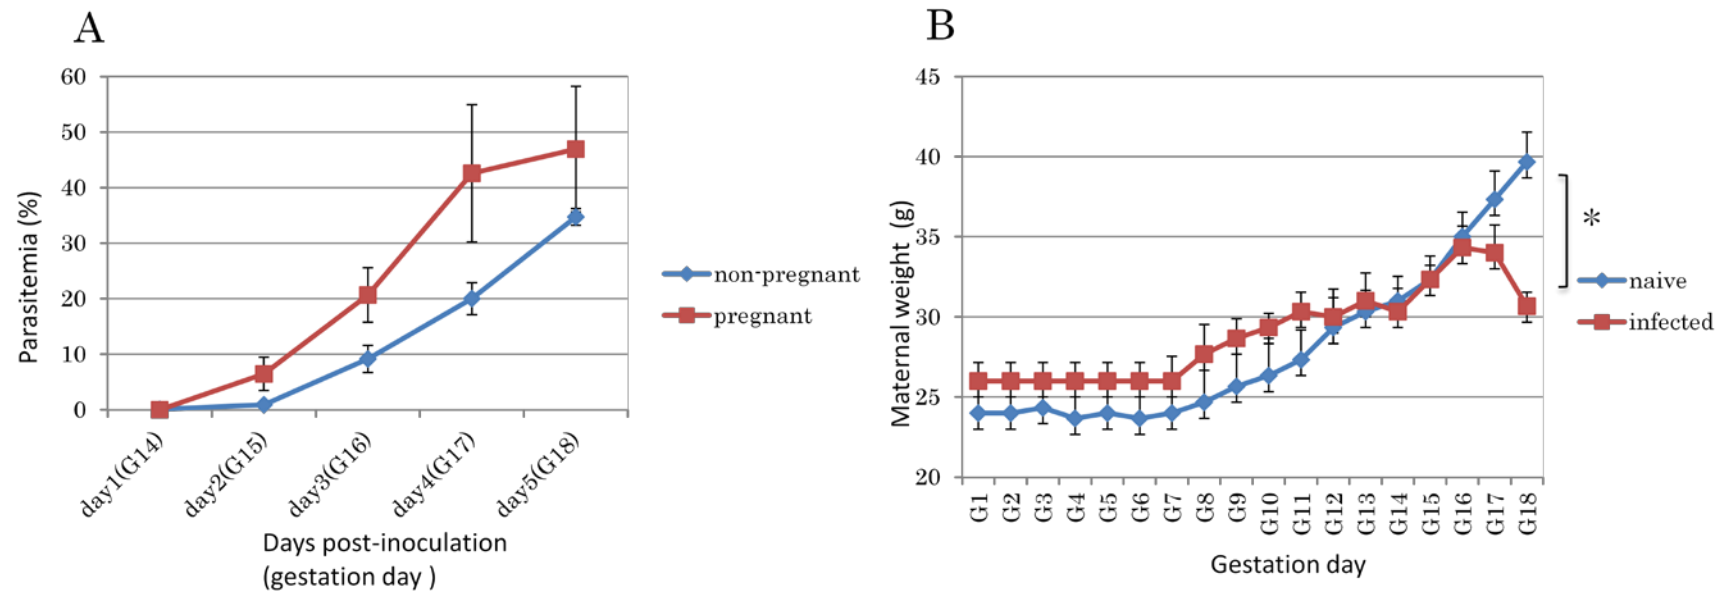 A
60
50
40
30
20
10
0
Parasitemia (%)
day1(G14)
day2(G15)
day3(G16)
day4(G17)
day5(G18)
Days post-inoculation
(gestation day )
non-pregnant
pregnant
B
45
40
35
30
25
20
Maternal weight (g)
G1
G2
G3
G4
G5
G6
G7
G8
G9
G10
G11
G12
G13
G14
G15
G16
G17
G18
Gestation day
*
naive
infected